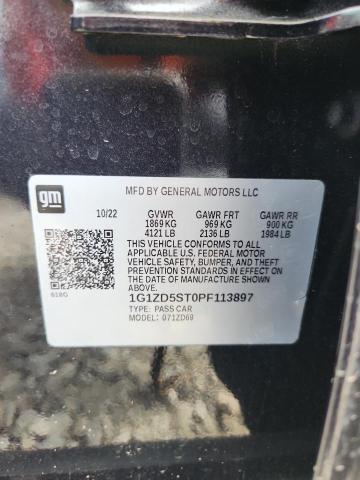 gm
MFD BY GENERAL MOTORS LLC
10/22 GVWR GAWR FRT GAWR RR
1869 KG 969 KG 900 KG
4121 LB 2136 LB 1984 LB
THIS VEHICLE CONFORMS TO ALL
APPLICABLE U.S. FEDERAL MOTOR
VEHICLE SAFETY, BUMPER, AND THEFT
PREVENTION STANDARDS IN EFFECT ON
THE DATE OF MANUFACTURE SHOWN ABOVE.
618G
1G1ZD5ST0PF113897
TYPE: PASS CAR
MODEL: 071ZD69